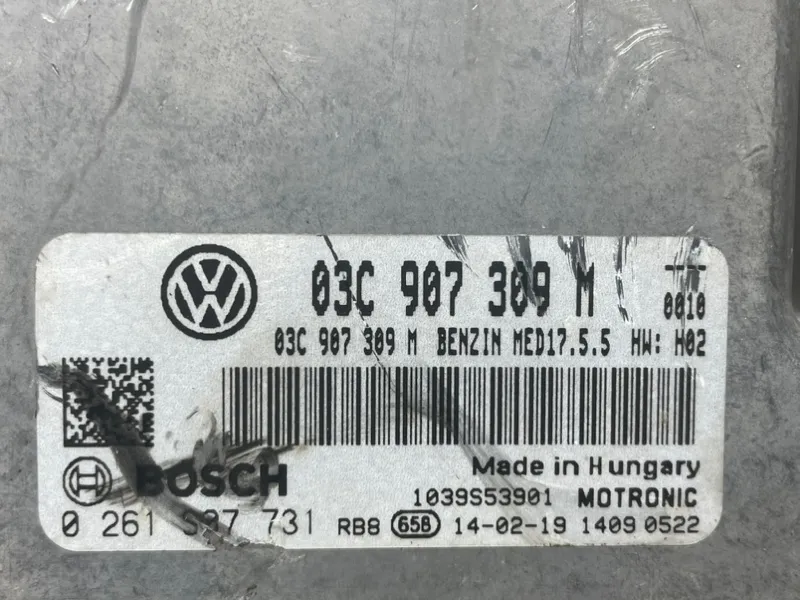 03C 907 309 M
0010
03C 907 309 M BENZIN MED17.5.5 HW: H02
BOSCH
Made in Hungary
1039S53901 MOTRONIC
0 261 S07 731 RB8 658 14-02-19 1409 0522